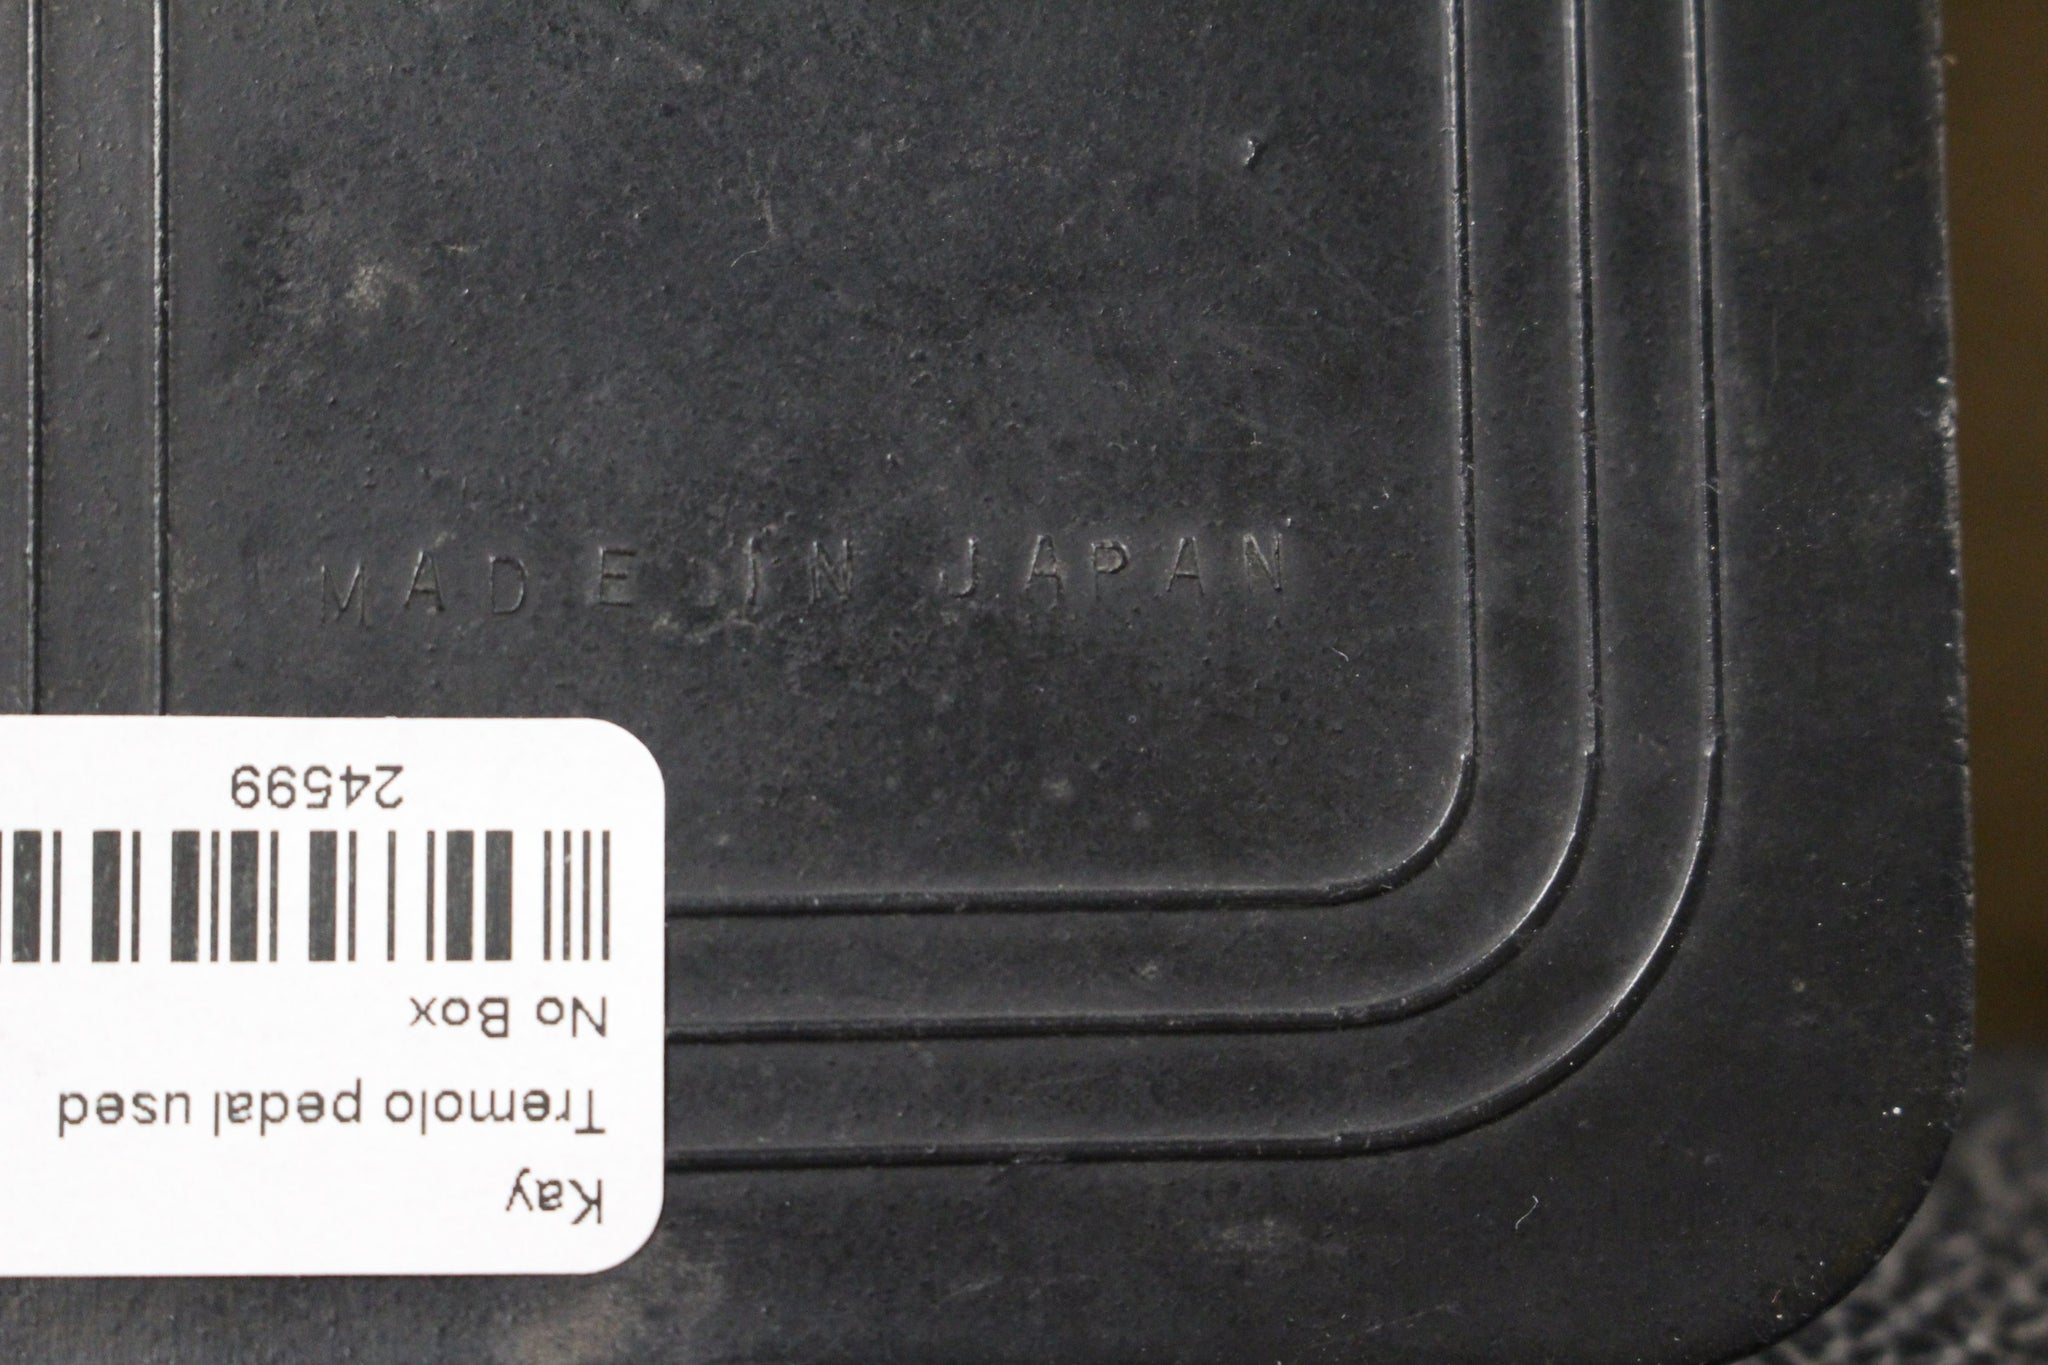 MADE IN JAPAN
Kay
Tremolo pedal used
No Box
24599